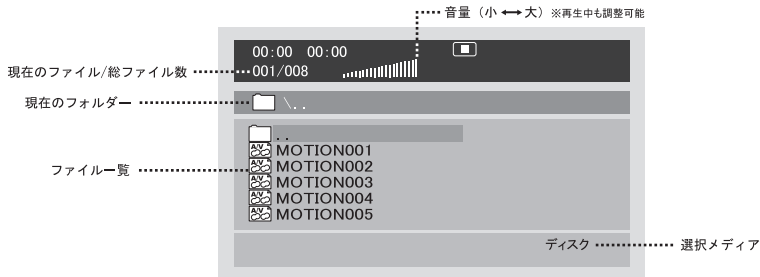 音量（小 ⟷ 大）※再生中も調整可能
00:00 00:00
現在のファイル/総ファイル数
001/008
現在のフォルダー
\..
..
MOTION001
ファイル一覧
MOTION002
MOTION003
MOTION004
MOTION005
ディスク
選択メディア